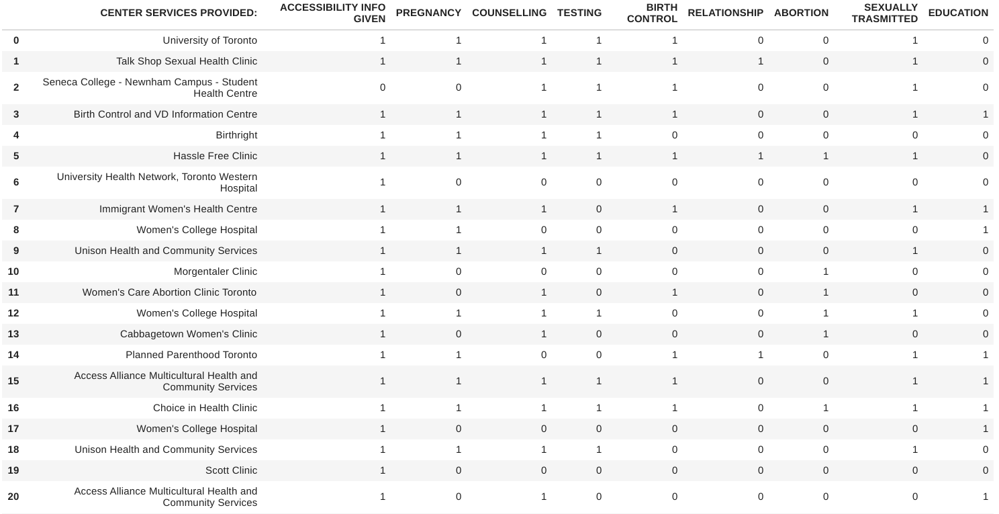 CENTER SERVICES PROVIDED: ACCESSIBILITY INFO GIVEN PREGNANCY COUNSELLING TESTING BIRTH CONTROL RELATIONSHIP ABORTION SEXUALLY TRASMITTED EDUCATION
0 University of Toronto 1 1 1 1 1 0 0 1 0
1 Talk Shop Sexual Health Clinic 1 1 1 1 1 1 0 1 0
2 Seneca College - Newnham Campus - Student Health Centre 0 0 1 1 1 0 0 1 0
3 Birth Control and VD Information Centre 1 1 1 1 1 0 0 1 1
4 Birthright 1 1 1 1 0 0 0 0 0
5 Hassle Free Clinic 1 1 1 1 1 1 1 1 0
6 University Health Network, Toronto Western Hospital 1 0 0 0 0 0 0 0 0
7 Immigrant Women's Health Centre 1 1 1 0 1 0 0 1 1
8 Women's College Hospital 1 1 0 0 0 0 0 0 1
9 Unison Health and Community Services 1 1 1 1 0 0 0 1 0
10 Morgentaler Clinic 1 0 0 0 0 0 1 0 0
11 Women's Care Abortion Clinic Toronto 1 0 1 0 1 0 1 0 0
12 Women's College Hospital 1 1 1 1 0 0 1 1 0
13 Cabbagetown Women's Clinic 1 0 1 0 0 0 1 0 0
14 Planned Parenthood Toronto 1 1 0 0 1 1 0 1 1
15 Access Alliance Multicultural Health and Community Services 1 1 1 1 1 0 0 1 1
16 Choice in Health Clinic 1 1 1 1 1 0 1 1 1
17 Women's College Hospital 1 0 0 0 0 0 0 0 1
18 Unison Health and Community Services 1 1 1 1 0 0 0 1 0
19 Scott Clinic 1 0 0 0 0 0 0 0 0
20 Access Alliance Multicultural Health and Community Services 1 0 1 0 0 0 0 0 1